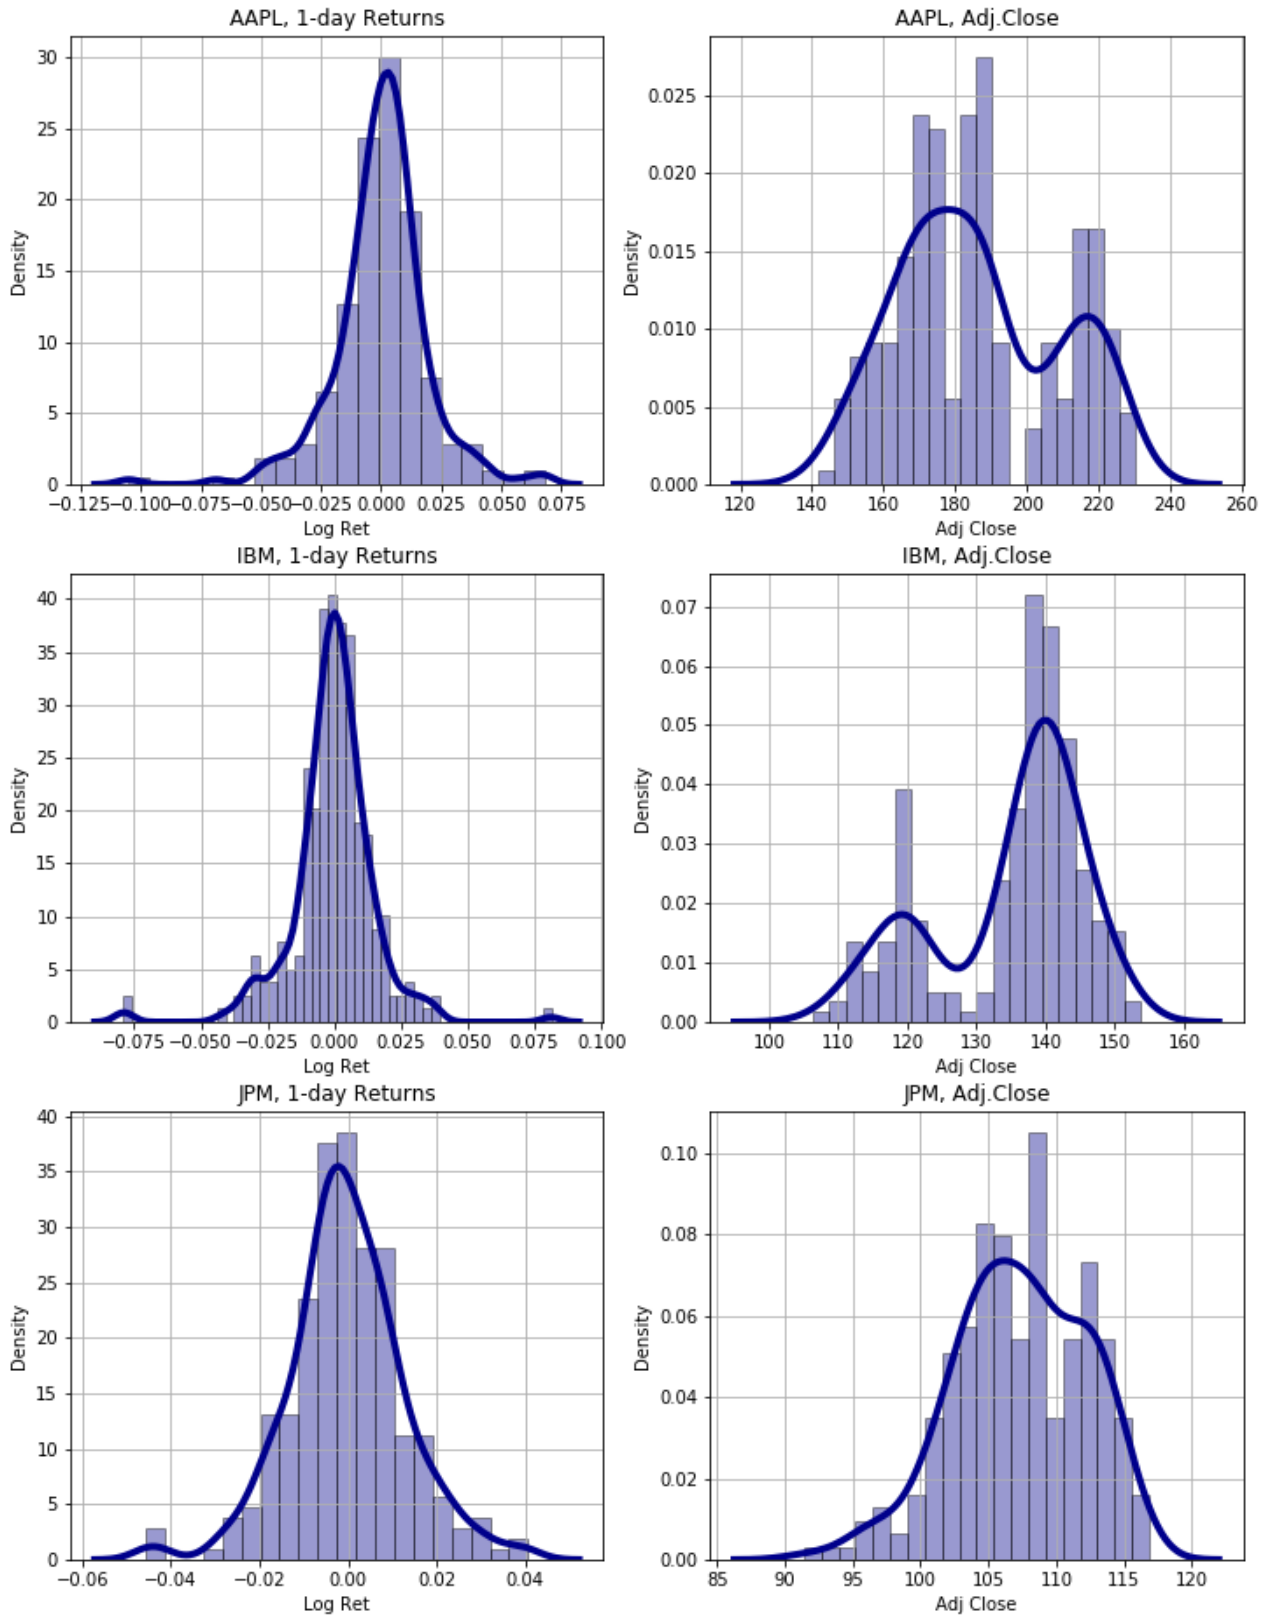 AAPL, 1-day Returns
AAPL, Adj.Close
30
25
20
15
10
5
0
Density
−0.125 −0.100 −0.075 −0.050 −0.025 0.000 0.025 0.050 0.075
Log Ret
0.025
0.020
0.015
0.010
0.005
0.000
Density
120 140 160 180 200 220 240 260
Adj Close
IBM, 1-day Returns
IBM, Adj.Close
40
35
30
25
20
15
10
5
0
Density
−0.075 −0.050 −0.025 0.000 0.025 0.050 0.075 0.100
Log Ret
0.07
0.06
0.05
0.04
0.03
0.02
0.01
0.00
Density
100 110 120 130 140 150 160
Adj Close
JPM, 1-day Returns
JPM, Adj.Close
40
35
30
25
20
15
10
5
0
Density
−0.06 −0.04 −0.02 0.00 0.02 0.04
Log Ret
0.10
0.08
0.06
0.04
0.02
0.00
Density
85 90 95 100 105 110 115 120
Adj Close